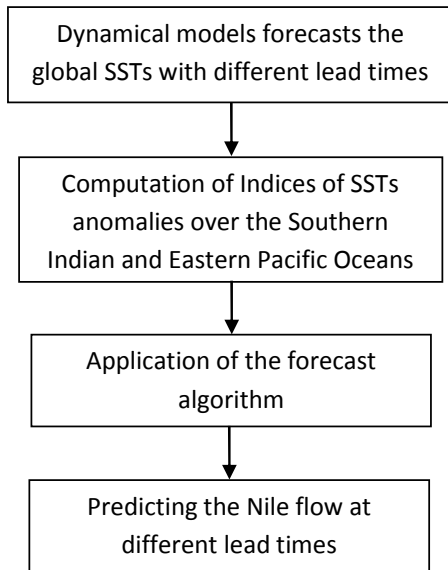 Dynamical models forecasts the
global SSTs with different lead times
Computation of Indices of SSTs
anomalies over the Southern
Indian and Eastern Pacific Oceans
Application of the forecast
algorithm
Predicting the Nile flow at
different lead times